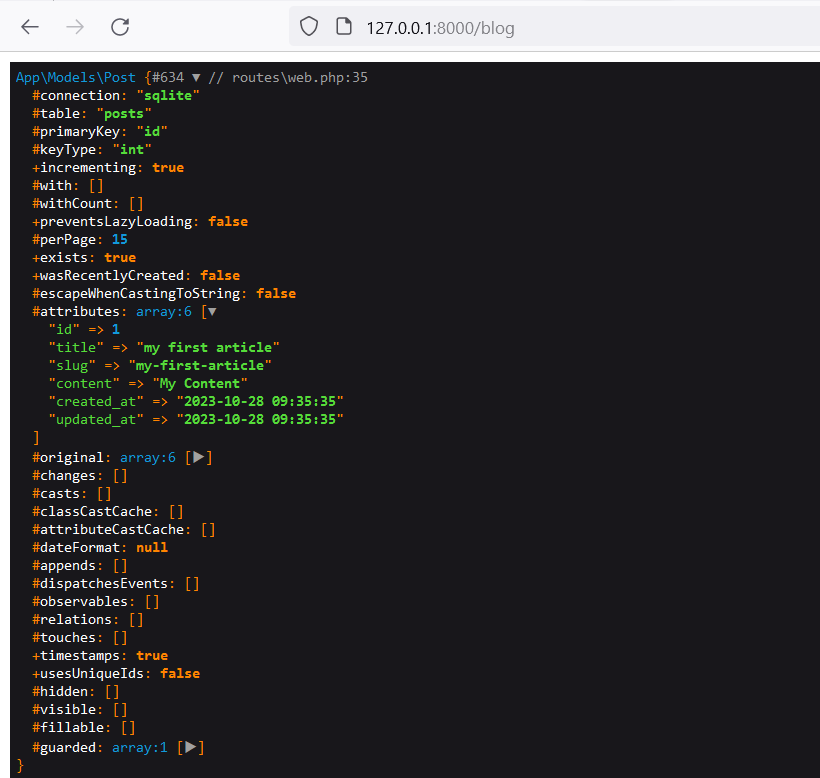 127.0.0.1:8000/blog
App\Models\Post {#634 ▼ // routes\web.php:35
#connection: "sqlite"
#table: "posts"
#primaryKey: "id"
#keyType: "int"
+incrementing: true
#with: []
#withCount: []
+preventsLazyLoading: false
#perPage: 15
+exists: true
+wasRecentlyCreated: false
#escapeWhenCastingToString: false
#attributes: array:6 [▼
"id" => 1
"title" => "my first article"
"slug" => "my-first-article"
"content" => "My Content"
"created_at" => "2023-10-28 09:35:35"
"updated_at" => "2023-10-28 09:35:35"
]
#original: array:6 [▶]
#changes: []
#casts: []
#classCastCache: []
#attributeCastCache: []
#dateFormat: null
#appends: []
#dispatchesEvents: []
#observables: []
#relations: []
#touches: []
+timestamps: true
+usesUniqueIds: false
#hidden: []
#visible: []
#fillable: []
#guarded: array:1 [▶]
}